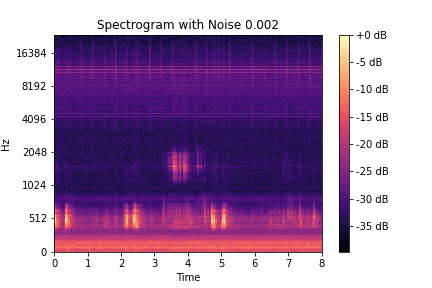 Spectrogram with Noise 0.002
Hz
16384
8192
4096
2048
1024
512
0
0 1 2 3 4 5 6 7 8
Time
+0 dB
-5 dB
-10 dB
-15 dB
-20 dB
-25 dB
-30 dB
-35 dB